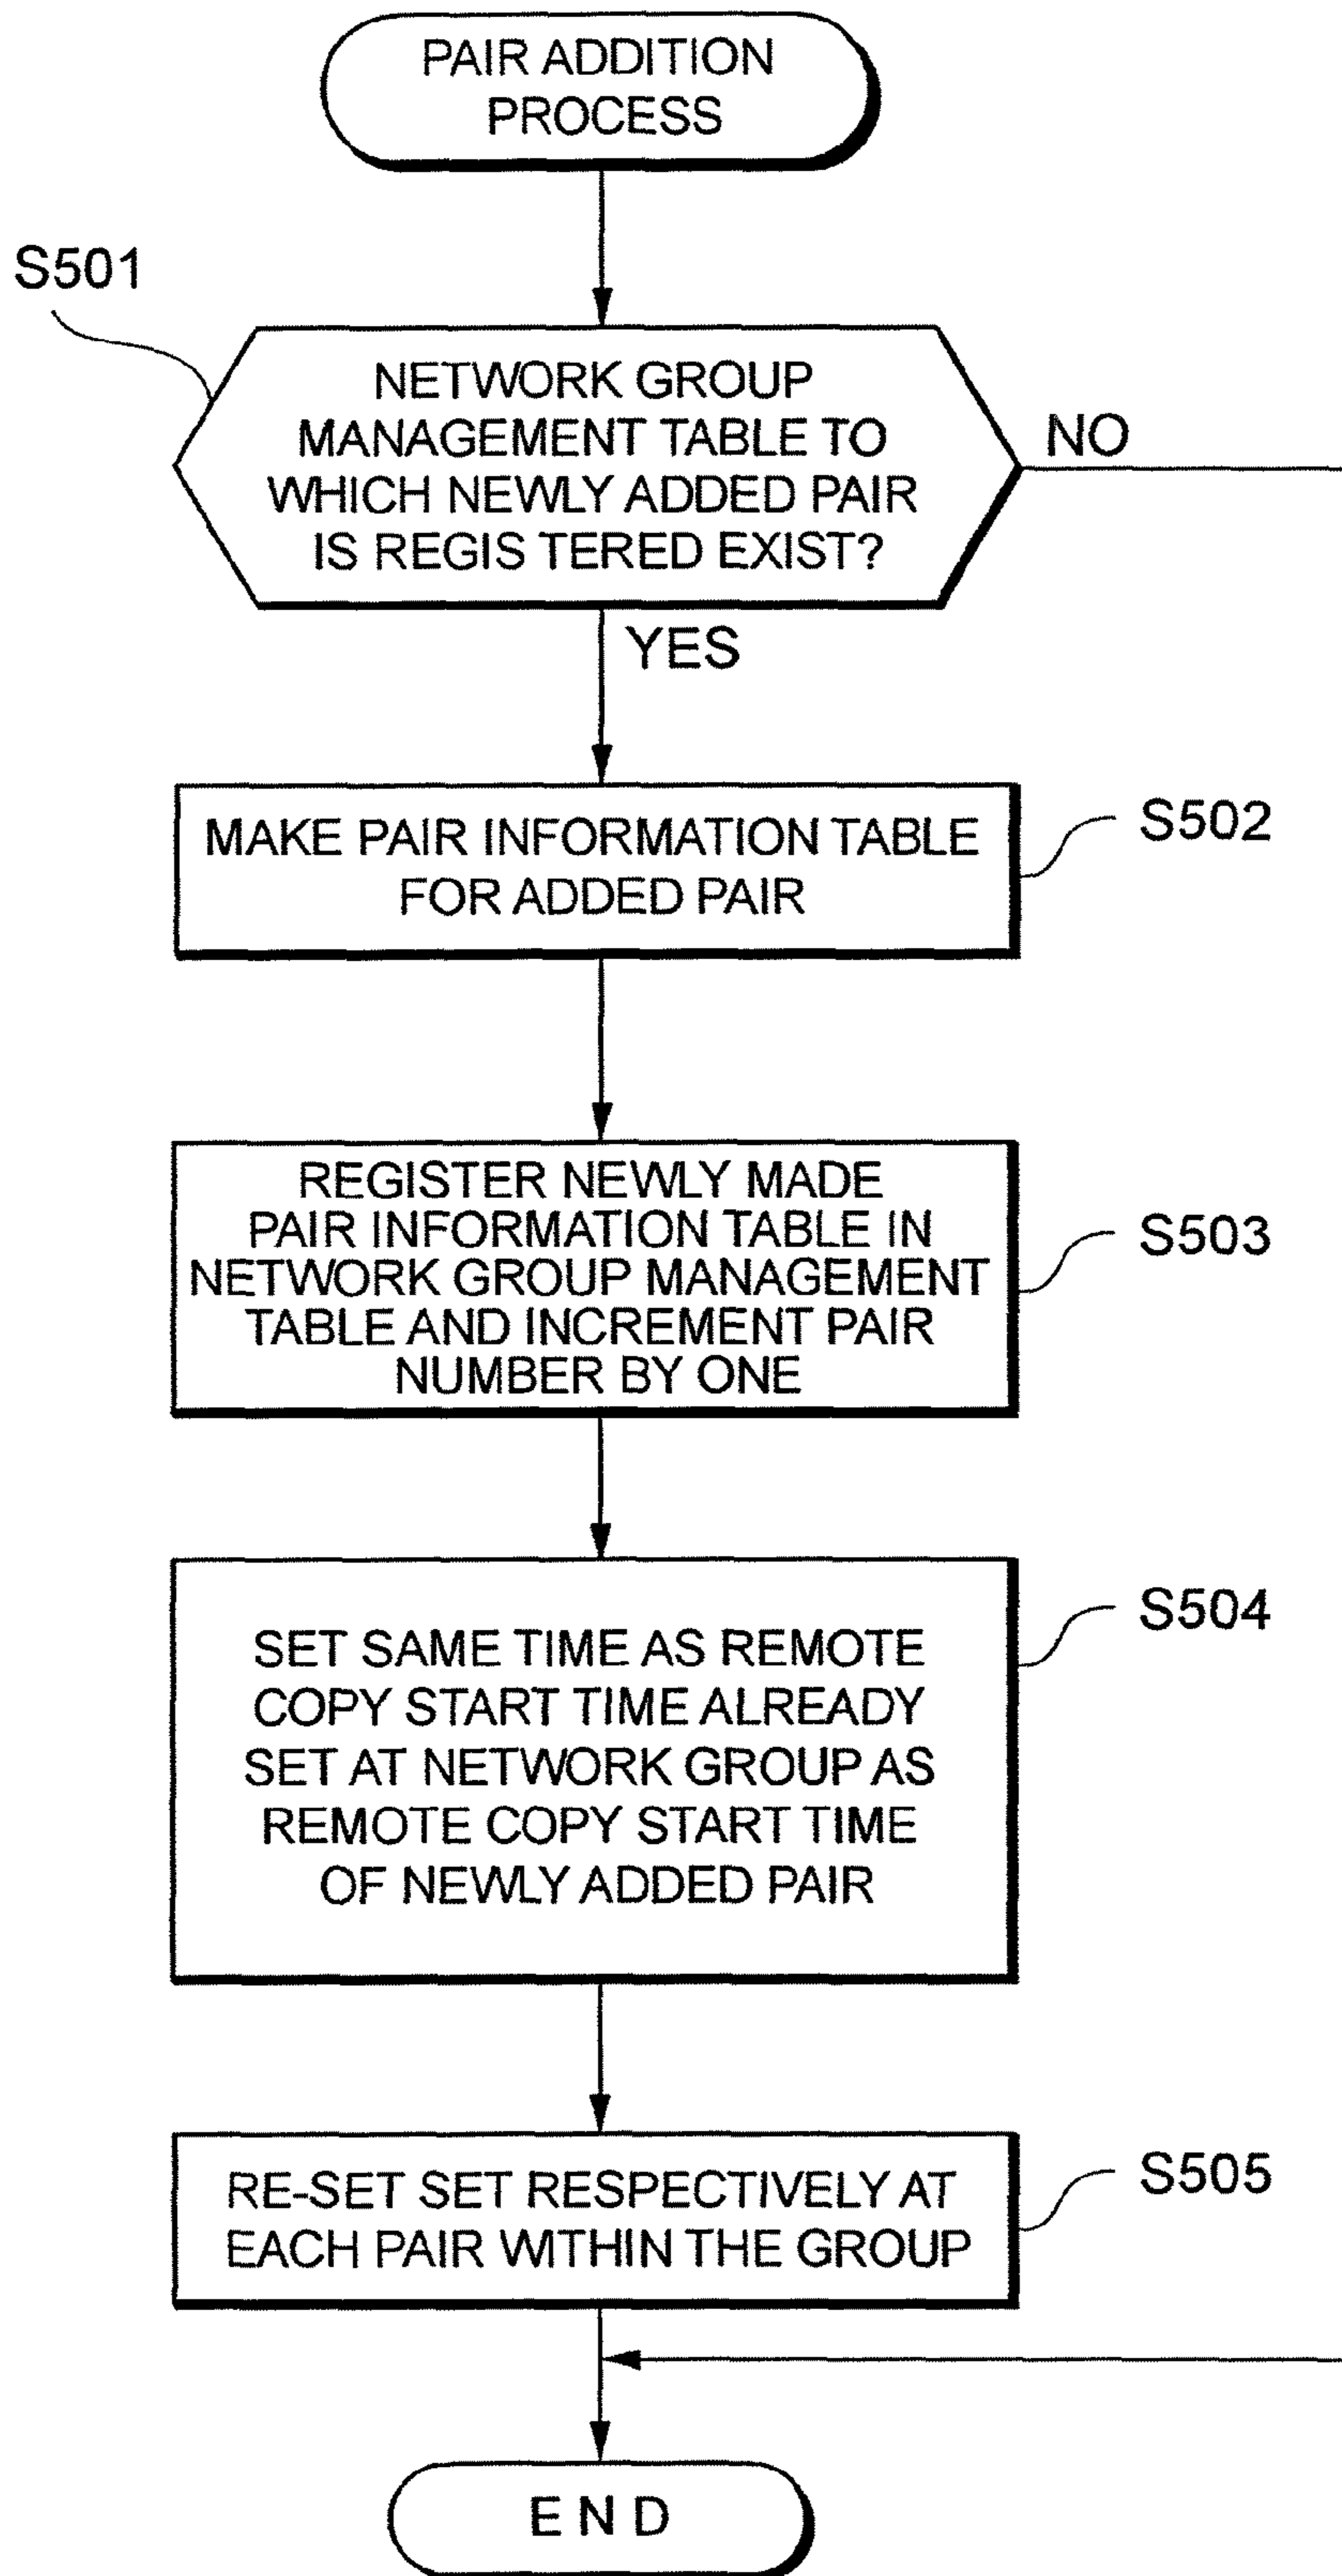 PAIR ADDITION
PROCESS
S501
NETWORK GROUP
MANAGEMENT TABLE TO
WHICH NEWLY ADDED PAIR
IS REGIS TERED EXIST?
NO
YES
MAKE PAIR INFORMATION TABLE
FOR ADDED PAIR
S502
REGISTER NEWLY MADE
PAIR INFORMATION TABLE IN
NETWORK GROUP MANAGEMENT
TABLE AND INCREMENT PAIR
NUMBER BY ONE
S503
SET SAME TIME AS REMOTE
COPY START TIME ALREADY
SET AT NETWORK GROUP AS
REMOTE COPY START TIME
OF NEWLY ADDED PAIR
S504
RE-SET SET RESPECTIVELY AT
EACH PAIR WITHIN THE GROUP
S505
E N D